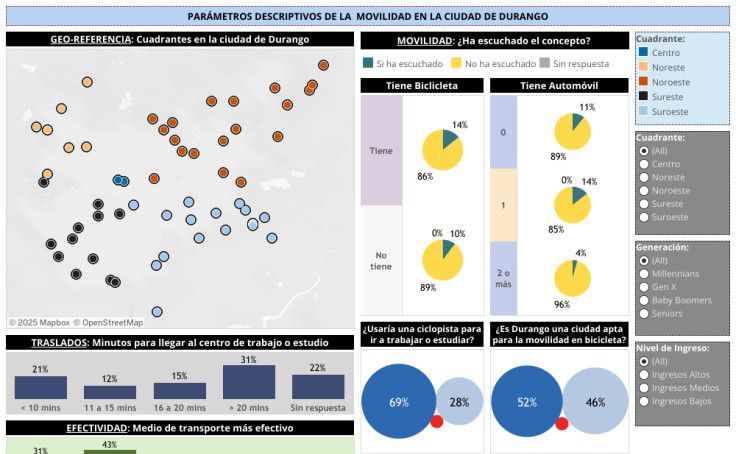 PARÁMETROS DESCRIPTIVOS DE LA MOVILIDAD EN LA CIUDAD DE DURANGO
GEO-REFERENCIA: Cuadrantes en la ciudad de Durango
© 2025 Mapbox © OpenStreetMap
TRASLADOS: Minutos para llegar al centro de trabajo o estudio
21%
12%
15%
31%
22%
< 10 mins
11 a 15 mins
16 a 20 mins
> 20 mins
Sin respuesta
EFECTIVIDAD: Medio de transporte más efectivo
31%
43%
MOVILIDAD: ¿Ha escuchado el concepto?
Si ha escuchado
No ha escuchado
Sin respuesta
Tiene Biclicleta
Tiene
14%
86%
No
tiene
0%
10%
89%
Tiene Automóvil
0
11%
89%
1
0%
14%
85%
2 o
más
4%
96%
¿Usaría una ciclopista para
ir a trabajar o estudiar?
69%
28%
¿Es Durango una ciudad apta
para la movilidad en bicicleta?
52%
46%
Cuadrante:
Centro
Noreste
Noroeste
Sureste
Suroeste
Cuadrante:
(All)
Centro
Noreste
Noroeste
Sureste
Suroeste
Generación:
(All)
Millennians
Gen X
Baby Boomers
Seniors
Nivel de Ingreso:
(All)
Ingresos Altos
Ingresos Medios
Ingresos Bajos